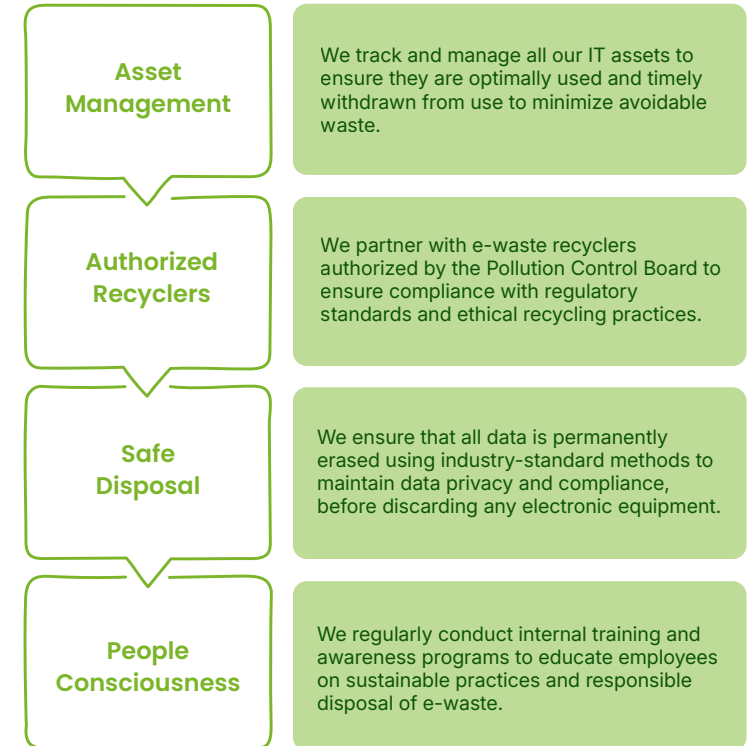 Asset
Management
We track and manage all our IT assets to
ensure they are optimally used and timely
withdrawn from use to minimize avoidable
waste.
Authorized
Recyclers
We partner with e-waste recyclers
authorized by the Pollution Control Board to
ensure compliance with regulatory
standards and ethical recycling practices.
Safe
Disposal
We ensure that all data is permanently
erased using industry-standard methods to
maintain data privacy and compliance,
before discarding any electronic equipment.
People
Consciousness
We regularly conduct internal training and
awareness programs to educate employees
on sustainable practices and responsible
disposal of e-waste.